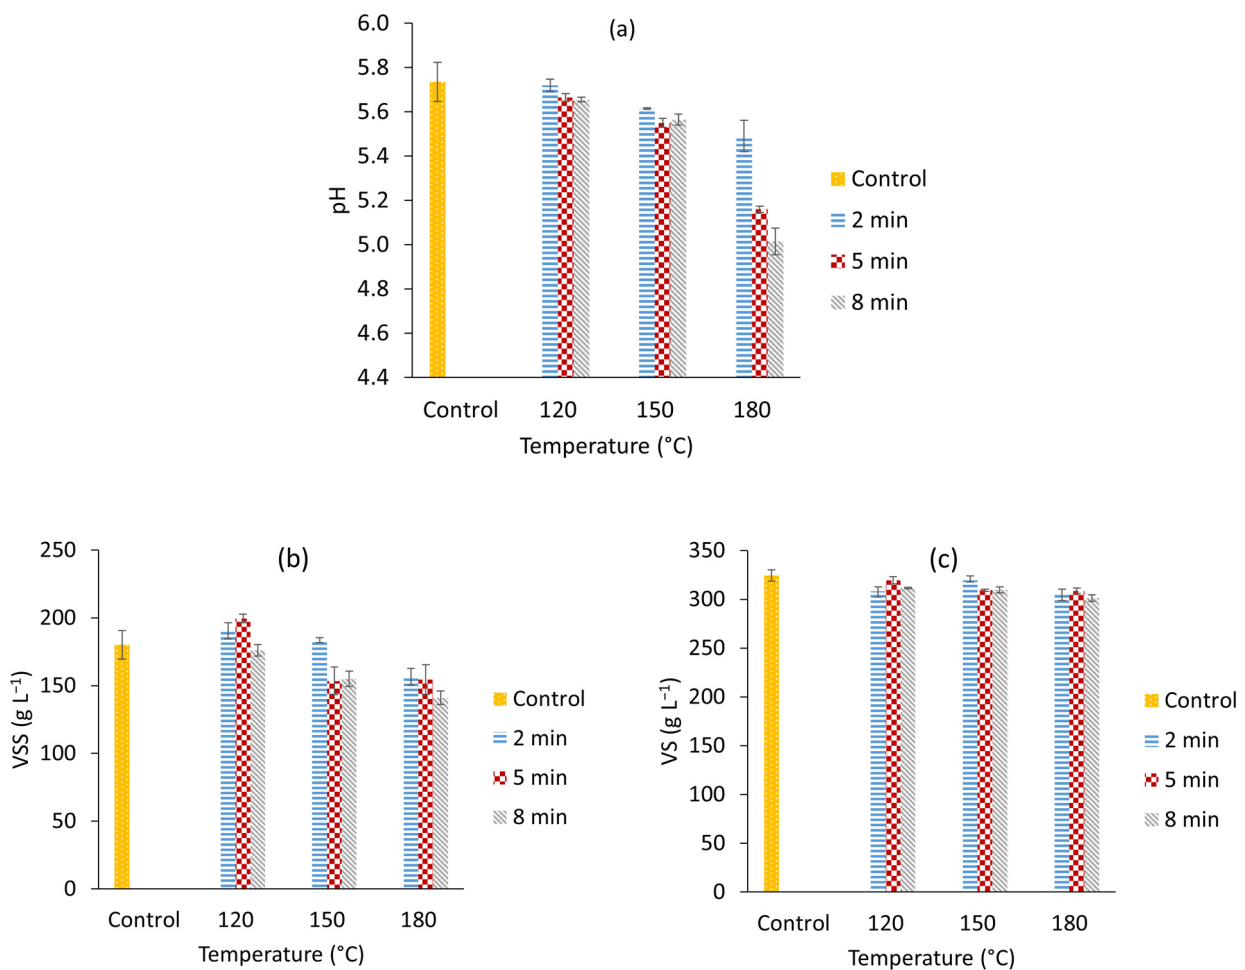 (a)
6.0
5.8
5.6
5.4
5.2
5.0
4.8
4.6
4.4
pH
Control
120
150
180
Temperature (°C)
Control
2 min
5 min
8 min
(b)
250
200
150
100
50
0
VSS (g L⁻¹)
Control
120
150
180
Temperature (°C)
Control
2 min
5 min
8 min
(c)
350
300
250
200
150
100
50
0
VS (g L⁻¹)
Control
120
150
180
Temperature (°C)
Control
2 min
5 min
8 min